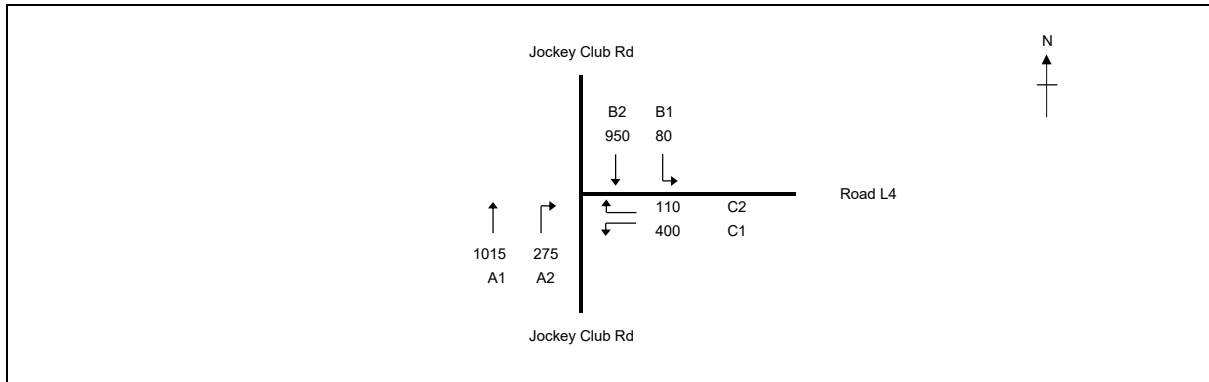 Jockey Club Rd
N
B2 B1
950 80
Road L4
110 C2
400 C1
1015 275
A1 A2
Jockey Club Rd